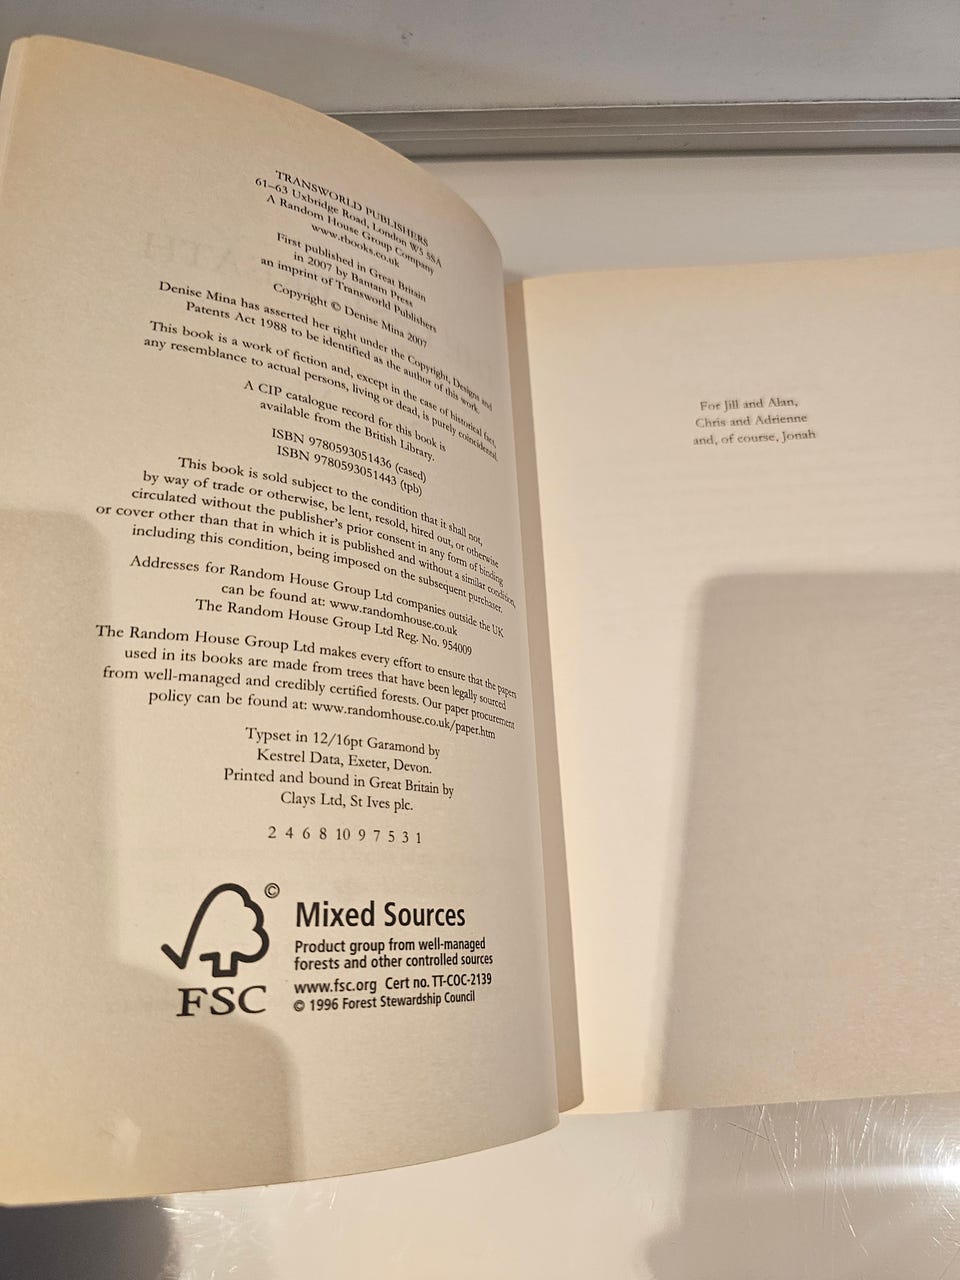 TRANSWORLD PUBLISHERS
61–63 Uxbridge Road, London W5 5SA
A Random House Group Company
www.rbooks.co.uk
First published in Great Britain
in 2007 by Bantam Press
an imprint of Transworld Publishers
Copyright © Denise Mina 2007
Denise Mina has asserted her right under the Copyright, Designs and
Patents Act 1988 to be identified as the author of this work.
This book is a work of fiction and, except in the case of historical fact,
any resemblance to actual persons, living or dead, is purely coincidental.
A CIP catalogue record for this book is
available from the British Library.
ISBN 9780593051436 (cased)
ISBN 9780593051443 (tpb)
This book is sold subject to the condition that it shall not,
by way of trade or otherwise, be lent, resold, hired out, or otherwise
circulated without the publisher's prior consent in any form of binding
or cover other than that in which it is published and without a similar condition,
including this condition, being imposed on the subsequent purchaser.
Addresses for Random House Group Ltd companies outside the UK
can be found at: www.randomhouse.co.uk
The Random House Group Ltd Reg. No. 954009
The Random House Group Ltd makes every effort to ensure that the papers
used in its books are made from trees that have been legally sourced
from well-managed and credibly certified forests. Our paper procurement
policy can be found at: www.randomhouse.co.uk/paper.htm
Typset in 12/16pt Garamond by
Kestrel Data, Exeter, Devon.
Printed and bound in Great Britain by
Clays Ltd, St Ives plc.
2 4 6 8 10 9 7 5 3 1
©
FSC
Mixed Sources
Product group from well-managed
forests and other controlled sources
www.fsc.org Cert no. TT-COC-2139
© 1996 Forest Stewardship Council
For Jill and Alan,
Chris and Adrienne
and, of course, Jonah